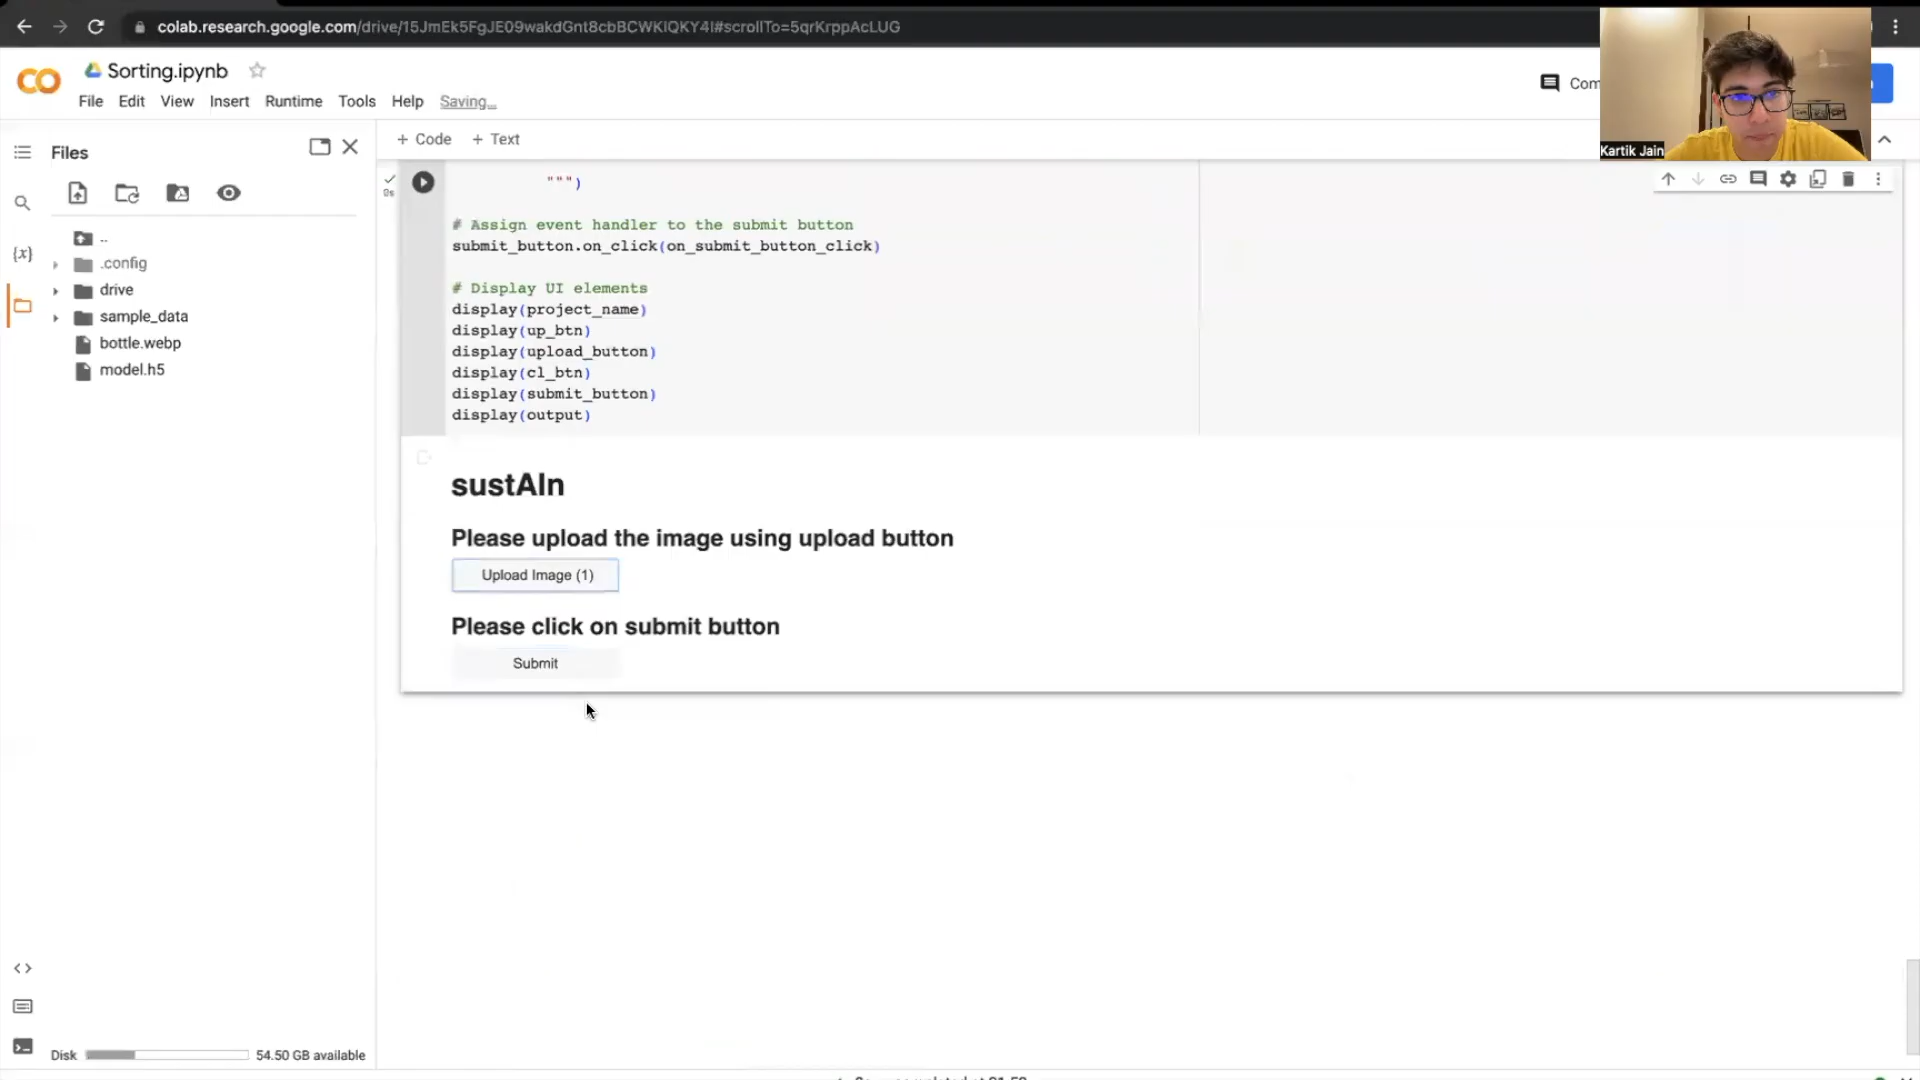 colab.research.google.com/drive/15JmEk5FgJE09wakdGnt8cbBCWKlQKY4I#scrollTo=5qrKrppAcLUG
CO
Sorting.ipynb
File Edit View Insert Runtime Tools Help Saving...
Com
Kartik Jain
Files
+ Code + Text
..
.config
drive
sample_data
bottle.webp
model.h5
{x}
0s
""")
# Assign event handler to the submit button
submit_button.on_click(on_submit_button_click)
# Display UI elements
display(project_name)
display(up_btn)
display(upload_button)
display(cl_btn)
display(submit_button)
display(output)
sustAIn
Please upload the image using upload button
Upload Image (1)
Please click on submit button
Submit
Disk 54.50 GB available